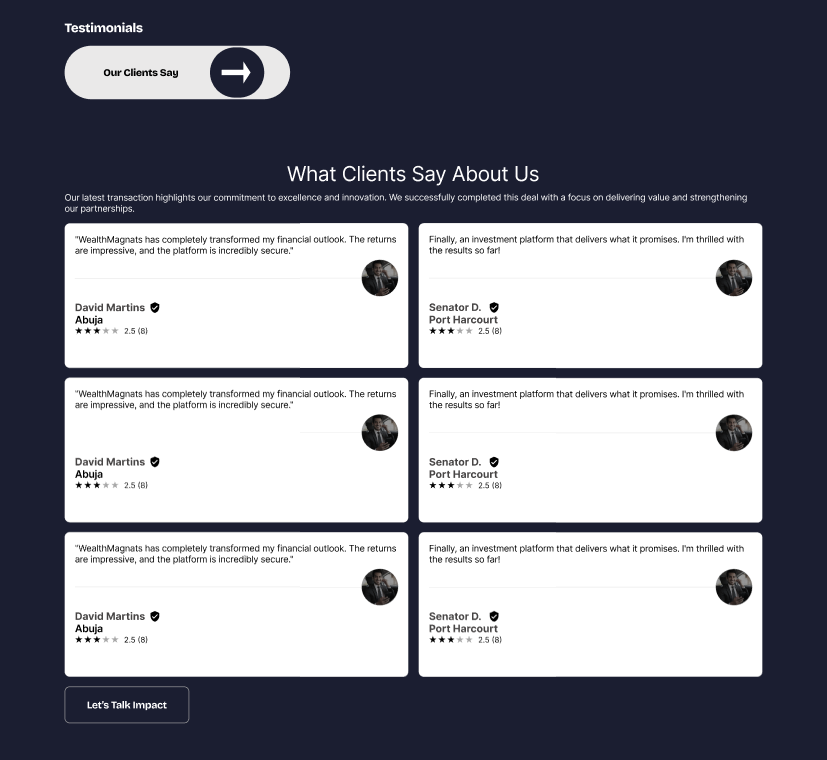 Testimonials
Our Clients Say
What Clients Say About Us
Our latest transaction highlights our commitment to excellence and innovation. We successfully completed this deal with a focus on delivering value and strengthening
our partnerships.
"WealthMagnats has completely transformed my financial outlook. The returns
are impressive, and the platform is incredibly secure."
David Martins
Abuja
2.5 (8)
Finally, an investment platform that delivers what it promises. I'm thrilled with
the results so far!
Senator D.
Port Harcourt
2.5 (8)
"WealthMagnats has completely transformed my financial outlook. The returns
are impressive, and the platform is incredibly secure."
David Martins
Abuja
2.5 (8)
Finally, an investment platform that delivers what it promises. I'm thrilled with
the results so far!
Senator D.
Port Harcourt
2.5 (8)
"WealthMagnats has completely transformed my financial outlook. The returns
are impressive, and the platform is incredibly secure."
David Martins
Abuja
2.5 (8)
Finally, an investment platform that delivers what it promises. I'm thrilled with
the results so far!
Senator D.
Port Harcourt
2.5 (8)
Let's Talk Impact